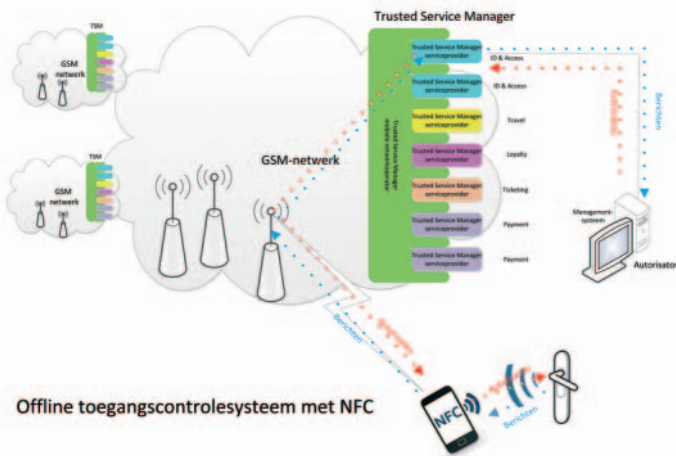 Trusted Service Manager
TSM
GSM
netwerk
TSM
GSM
netwerk
GSM-netwerk
Trusted Service Manager
Trusted Service Manager
serviceprovider
ID & Access
Trusted Service Manager
serviceprovider
ID & Access
Trusted Service Manager
serviceprovider
Travel
Trusted Service Manager
serviceprovider
Loyalty
Trusted Service Manager
serviceprovider
Ticketing
Trusted Service Manager
serviceprovider
Payment
Trusted Service Manager
serviceprovider
Payment
Berichten
Management-
systeem
Autorisator
Berichten
NFC
Berichten
Offline toegangscontrolesysteem met NFC